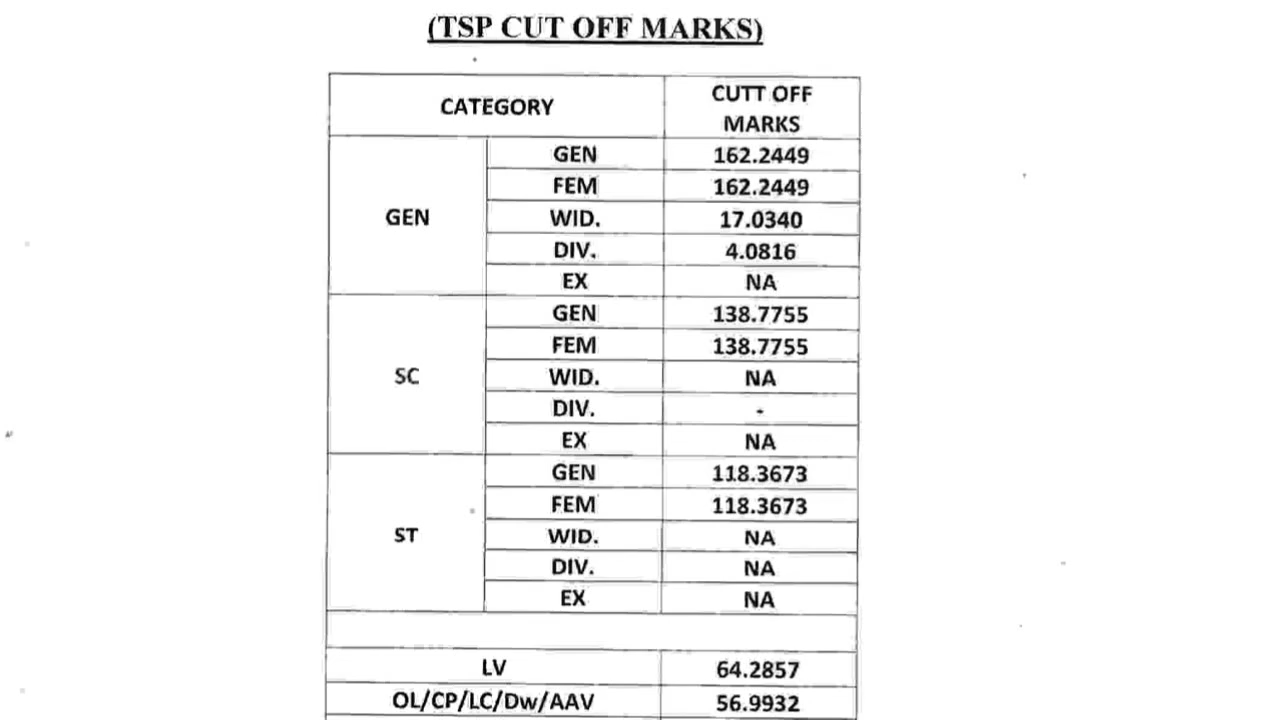 (TSP CUT OFF MARKS)
CATEGORY CUTT OFF
MARKS
GEN GEN 162.2449
FEM 162.2449
WID. 17.0340
DIV. 4.0816
EX NA
SC GEN 138.7755
FEM 138.7755
WID. NA
DIV. -
EX NA
ST GEN 118.3673
FEM 118.3673
WID. NA
DIV. NA
EX NA
LV 64.2857
OL/CP/LC/Dw/AAV 56.9932